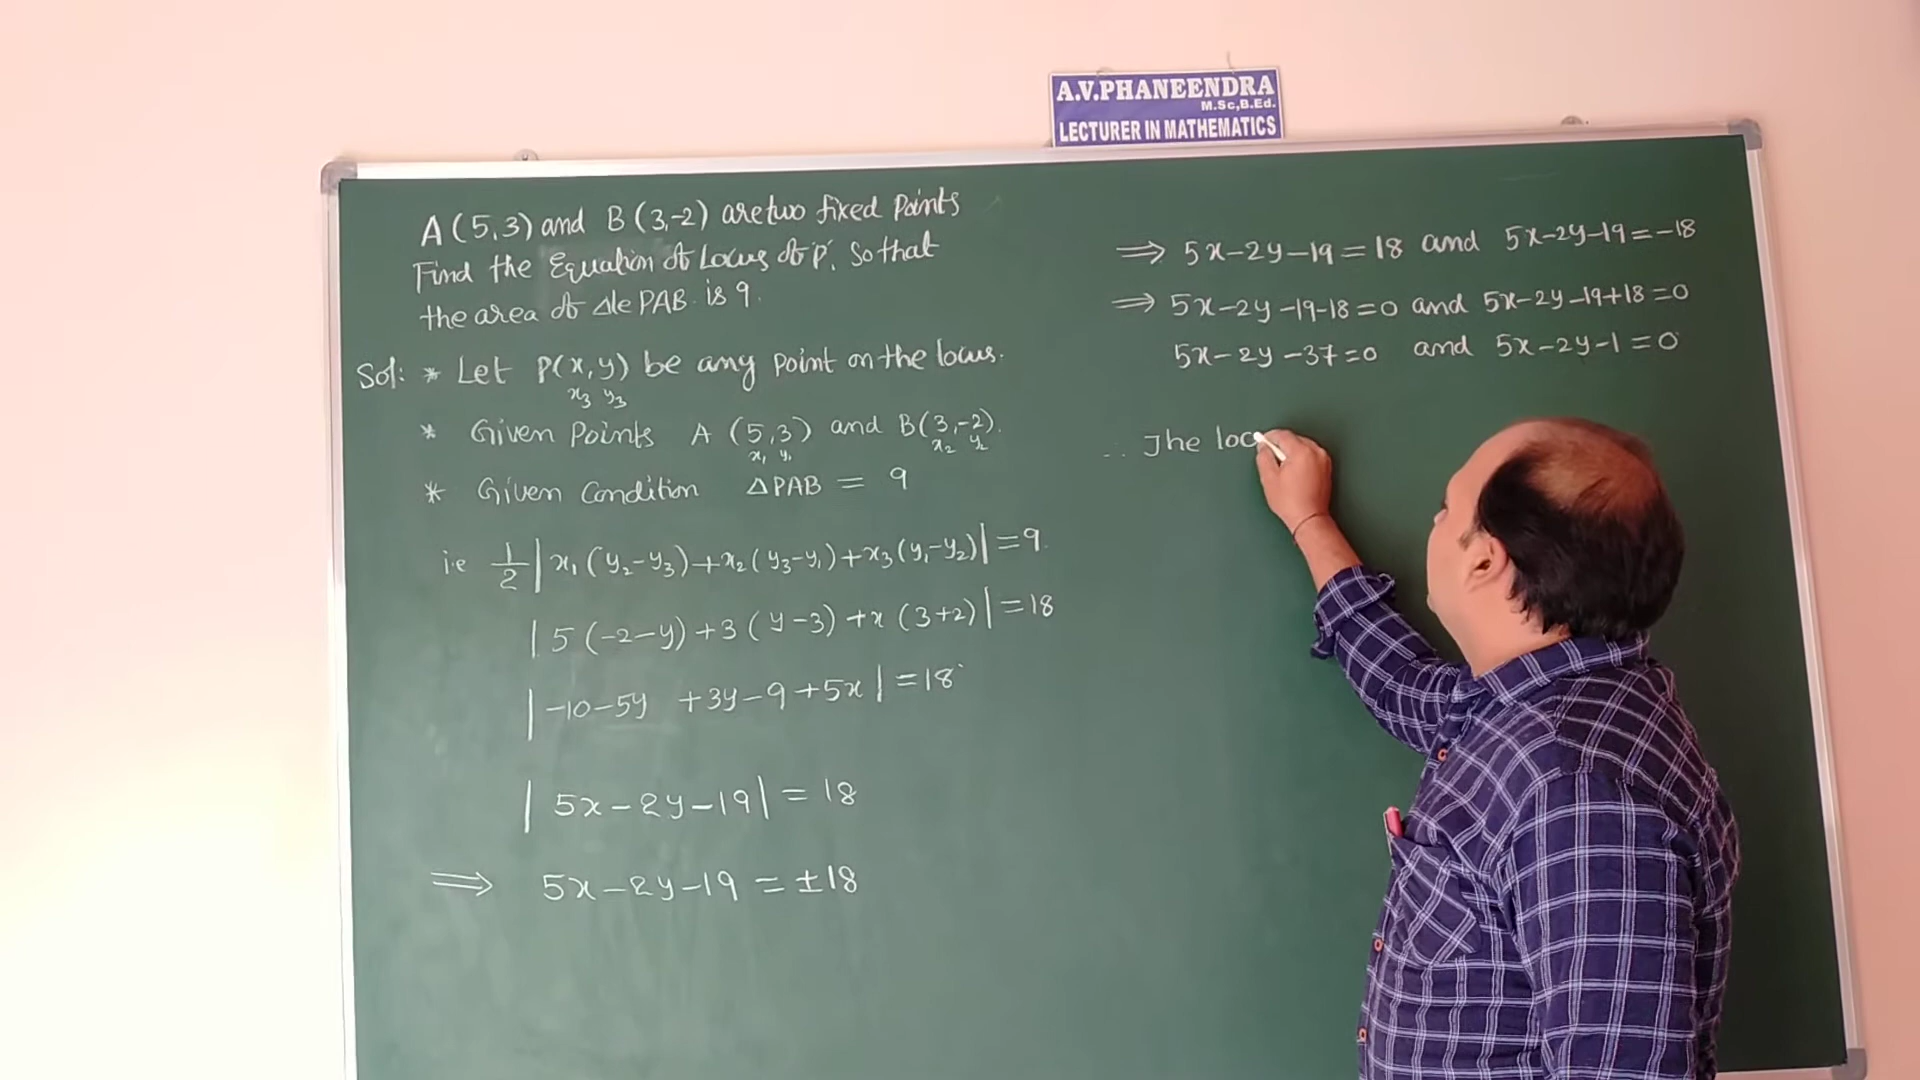 A.V.PHANEENDRA
M.Sc,B.Ed.
LECTURER IN MATHEMATICS
A (5,3) and B (3,-2) are two fixed Points
Find the Equation of Locus of P. So that
the area of Δle PAB is 9.
Sol: * Let P(x, y) be any point on the locus.
x₃ y₃
* Given Points A (5,3) and B(3,-2).
x₁ y₁ x₂ y₂
* Given Condition ΔPAB = 9
i.e 1/2 | x₁(y₂-y₃)+x₂(y₃-y₁)+x₃(y₁-y₂)| = 9.
| 5(-2-y)+3(y-3)+x(3+2)| = 18
| -10-5y +3y-9+5x | = 18
| 5x-2y-19| = 18
⟹ 5x-2y-19 = ±18
⟹ 5x-2y-19 = 18 and 5x-2y-19=-18
⟹ 5x-2y-19-18=0 and 5x-2y-19+18=0
5x-2y-37=0 and 5x-2y-1=0
∴ The loc